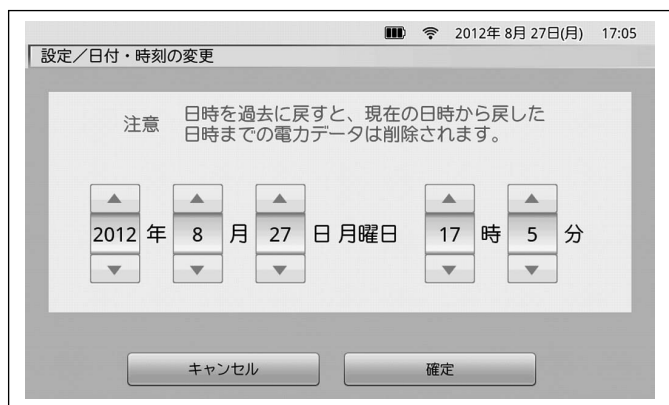 2012年 8月 27日(月) 17:05
設定／日付・時刻の変更
注意 日時を過去に戻すと、現在の日時から戻した
日時までの電力データは削除されます。
2012 年 8 月 27 日 月曜日 17 時 5 分
キャンセル 確定